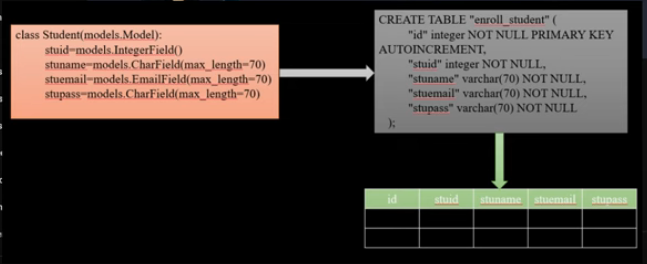 class Student(models.Model):
stuid=models.IntegerField()
stuname=models.CharField(max_length=70)
stuemail=models.EmailField(max_length=70)
stupass=models.CharField(max_length=70)
CREATE TABLE "enroll_student" (
"id" integer NOT NULL PRIMARY KEY
AUTOINCREMENT,
"stuid" integer NOT NULL,
"stuname" varchar(70) NOT NULL,
"stuemail" varchar(70) NOT NULL,
"stupass" varchar(70) NOT NULL
);
id stuid stuname stuemail stupass